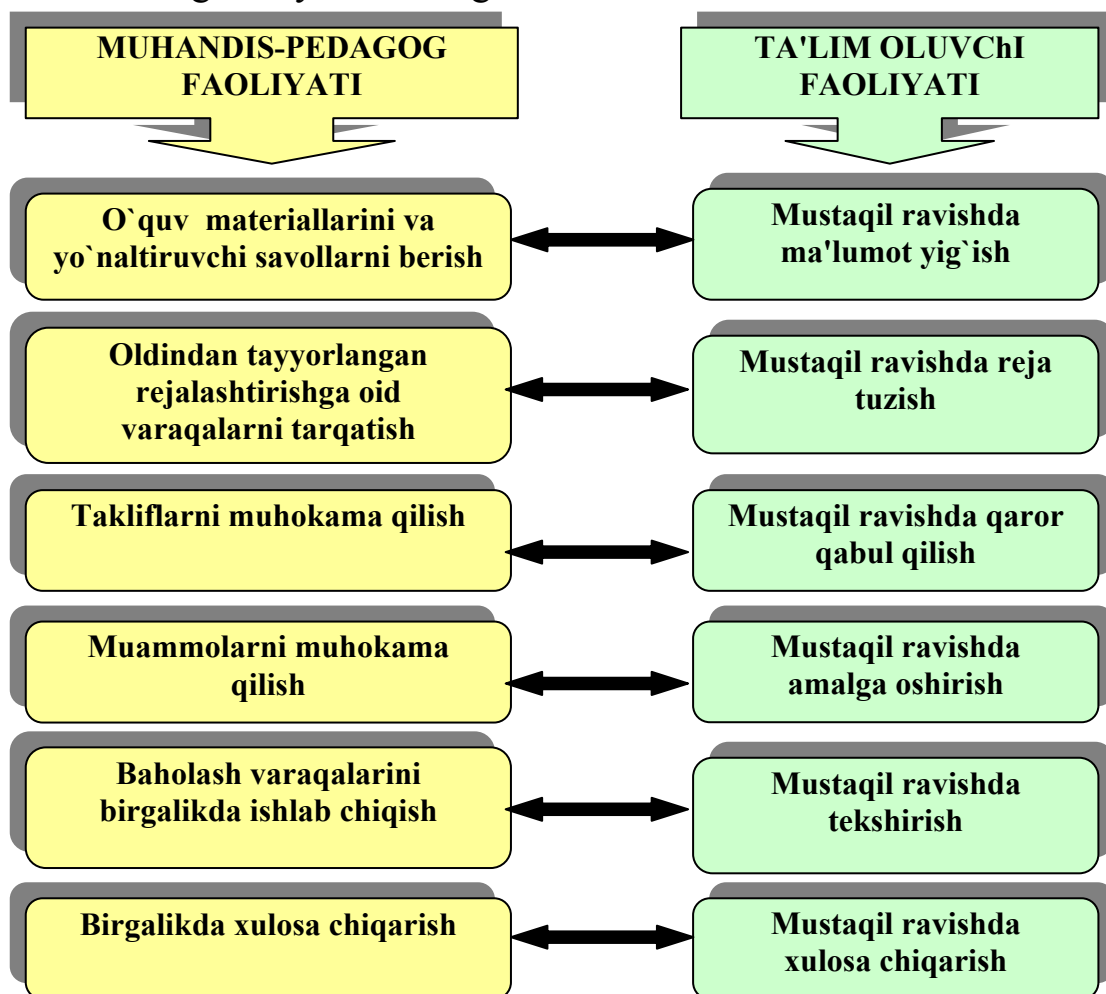 MUHANDIS-PEDAGOG
FAOLIYATI
TA'LIM OLUVChI
FAOLIYATI
O`quv materiallarini va
yo`naltiruvchi savollarni berish
Mustaqil ravishda
ma'lumot yig`ish
Oldindan tayyorlangan
rejalashtirishga oid
varaqalarni tarqatish
Mustaqil ravishda reja
tuzish
Takliflarni muhokama qilish
Mustaqil ravishda qaror
qabul qilish
Muammolarni muhokama
qilish
Mustaqil ravishda
amalga oshirish
Baholash varaqalarini
birgalikda ishlab chiqish
Mustaqil ravishda
tekshirish
Birgalikda xulosa chiqarish
Mustaqil ravishda
xulosa chiqarish